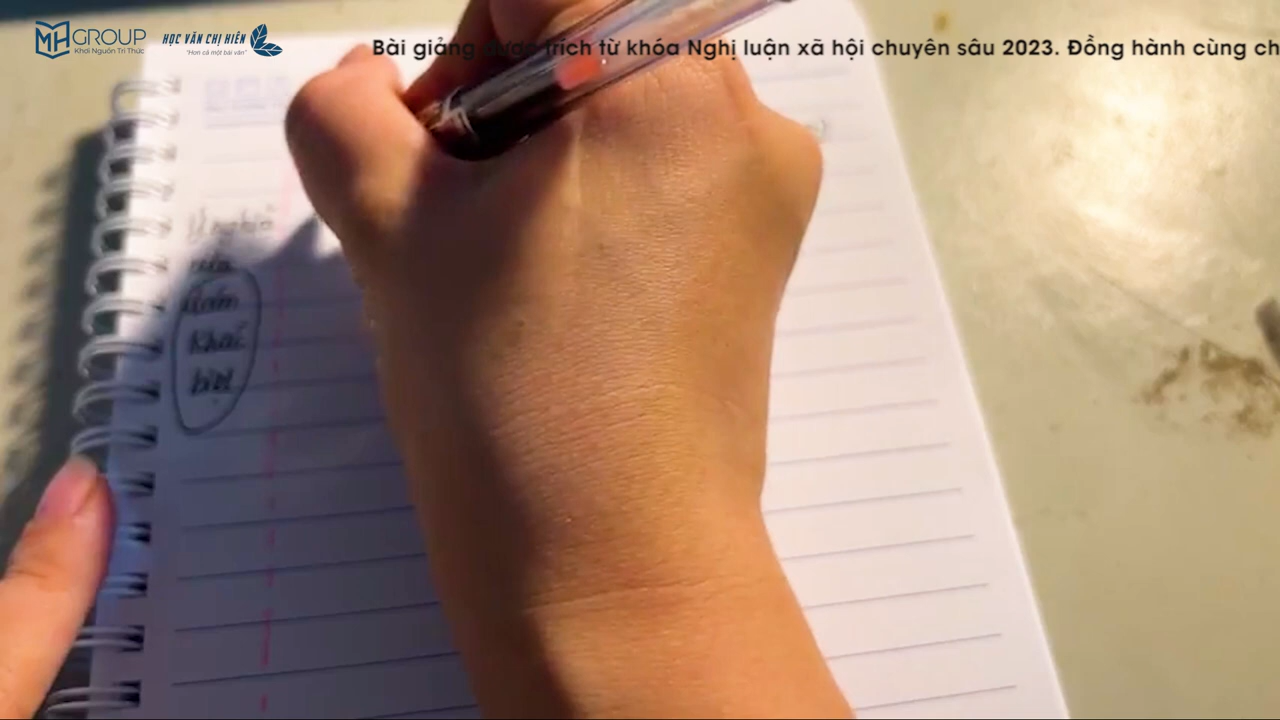 MH GROUP
Khơi Nguồn Tri Thức
HỌC VĂN CHỊ HIÊN
"Hơn cả một bài văn"
Bài giảng được trích từ khóa Nghị luận xã hội chuyên sâu 2023. Đồng hành cùng ch
Ý nghĩa
của
khác
biệt